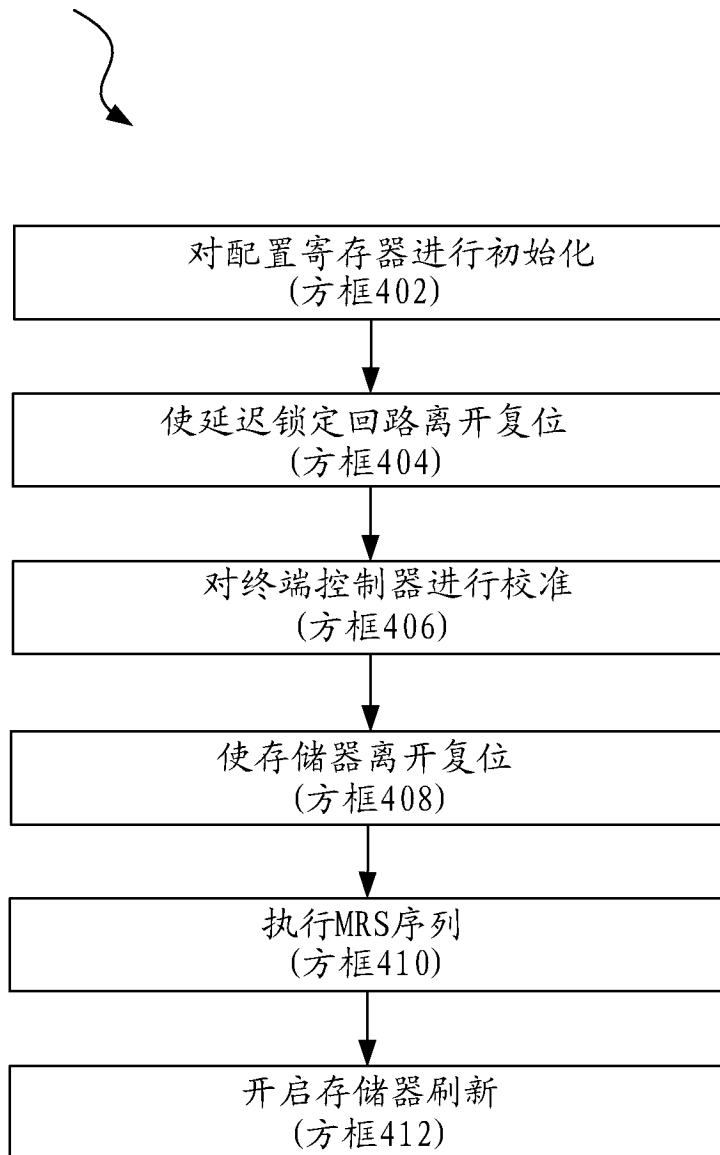 对配置寄存器进行初始化
(方框402)
使延迟锁定回路离开复位
(方框404)
对终端控制器进行校准
(方框406)
使存储器离开复位
(方框408)
执行MRS序列
(方框410)
开启存储器刷新
(方框412)